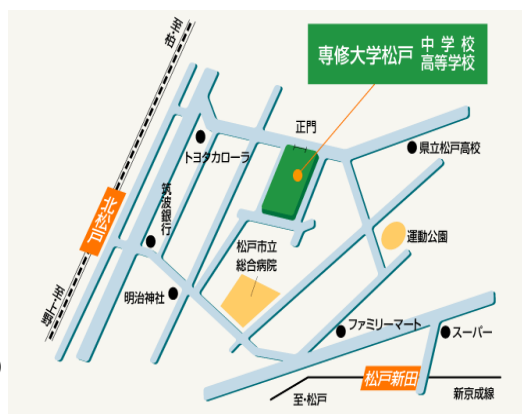 至·柏
専修大学松戸 中学校
高等学校
正門
県立松戸高校
トヨタカローラ
筑波銀行
北松戸
運動公園
松戸市立
総合病院
明治神社
至·上野
ファミリーマート
スーパー
松戸新田
至·松戸
新京成線